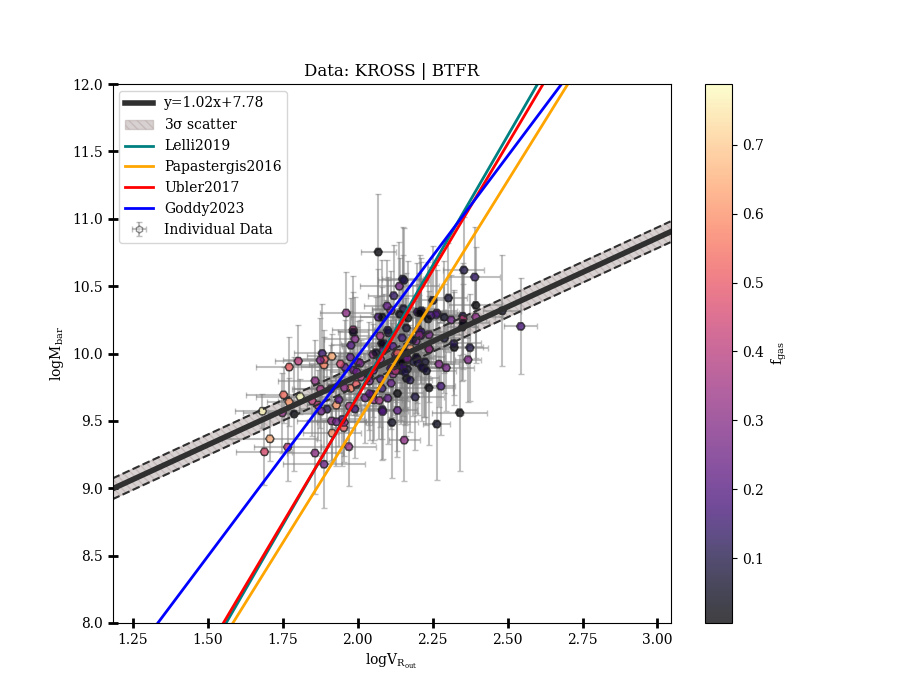 Data: KROSS | BTFR
y=1.02x+7.78
3σ scatter
Lelli2019
Papastergis2016
Ubler2017
Goddy2023
Individual Data
12.0
11.5
11.0
10.5
10.0
9.5
9.0
8.5
8.0
logM_bar
1.25 1.50 1.75 2.00 2.25 2.50 2.75 3.00
logV_R_out
0.7
0.6
0.5
0.4
0.3
0.2
0.1
f_gas